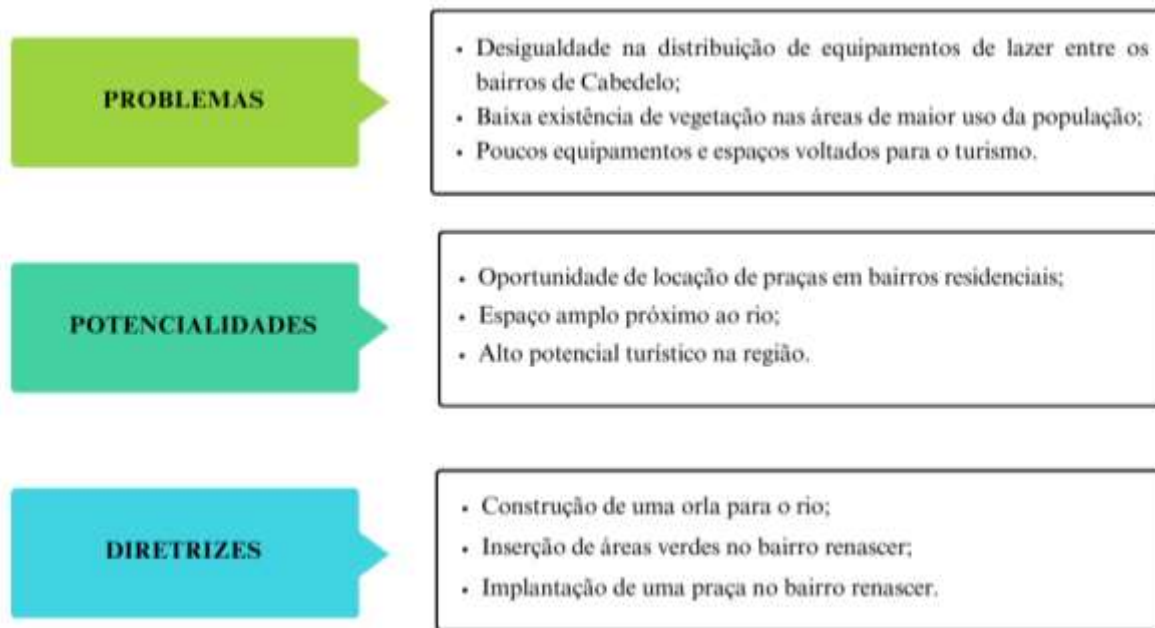 PROBLEMAS
• Desigualdade na distribuição de equipamentos de lazer entre os
bairros de Cabedelo;
• Baixa existência de vegetação nas áreas de maior uso da população;
• Poucos equipamentos e espaços voltados para o turismo.
POTENCIALIDADES
• Oportunidade de locação de praças em bairros residenciais;
• Espaço amplo próximo ao rio;
• Alto potencial turístico na região.
DIRETRIZES
• Construção de uma orla para o rio;
• Inserção de áreas verdes no bairro renascer;
• Implantação de uma praça no bairro renascer.